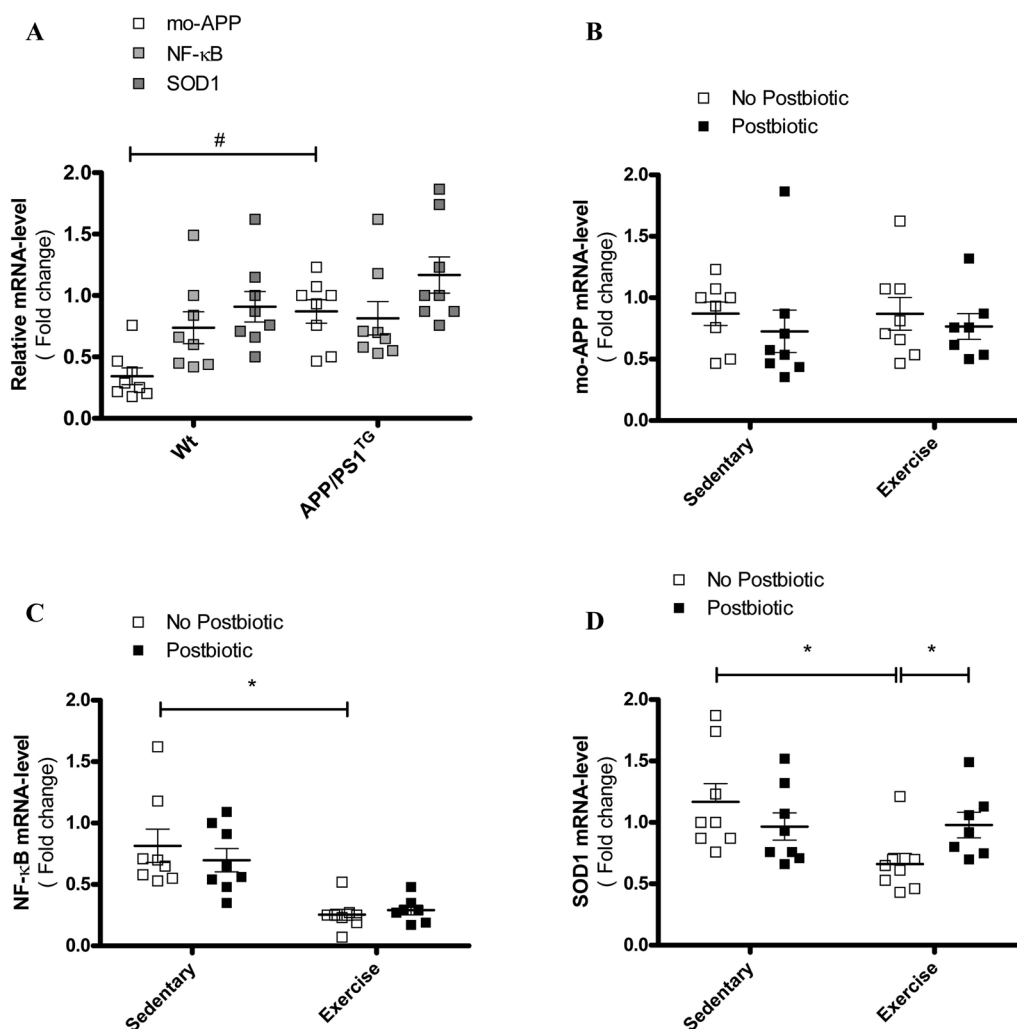 A
mo-APP
NF-κB
SOD1
#
Relative mRNA-level
( Fold change)
2.0
1.5
1.0
0.5
0.0
Wt
APP/PS1TG
B
No Postbiotic
Postbiotic
mo-APP mRNA-level
( Fold change)
2.0
1.5
1.0
0.5
0.0
Sedentary
Exercise
C
No Postbiotic
Postbiotic
*
NF-κB mRNA-level
( Fold change)
2.0
1.5
1.0
0.5
0.0
Sedentary
Exercise
D
No Postbiotic
Postbiotic
* *
SOD1 mRNA-level
( Fold change)
2.0
1.5
1.0
0.5
0.0
Sedentary
Exercise